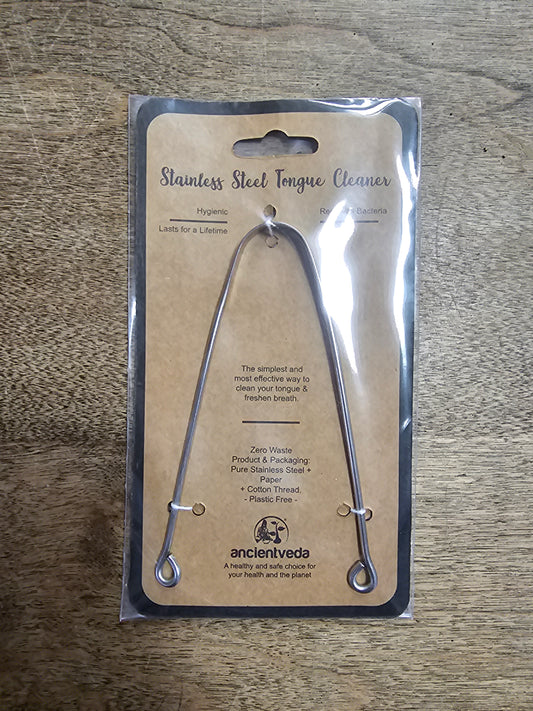 Stainless Steel Tongue Cleaner
Hygienic
Lasts for a Lifetime
Bacteria
The simplest and
most effective way to
clean your tongue &
freshen breath.
Zero Waste
Product & Packaging:
Pure Stainless Steel +
Paper
+ Cotton Thread.
- Plastic Free -
ancientveda
A healthy and safe choice for
your health and the planet